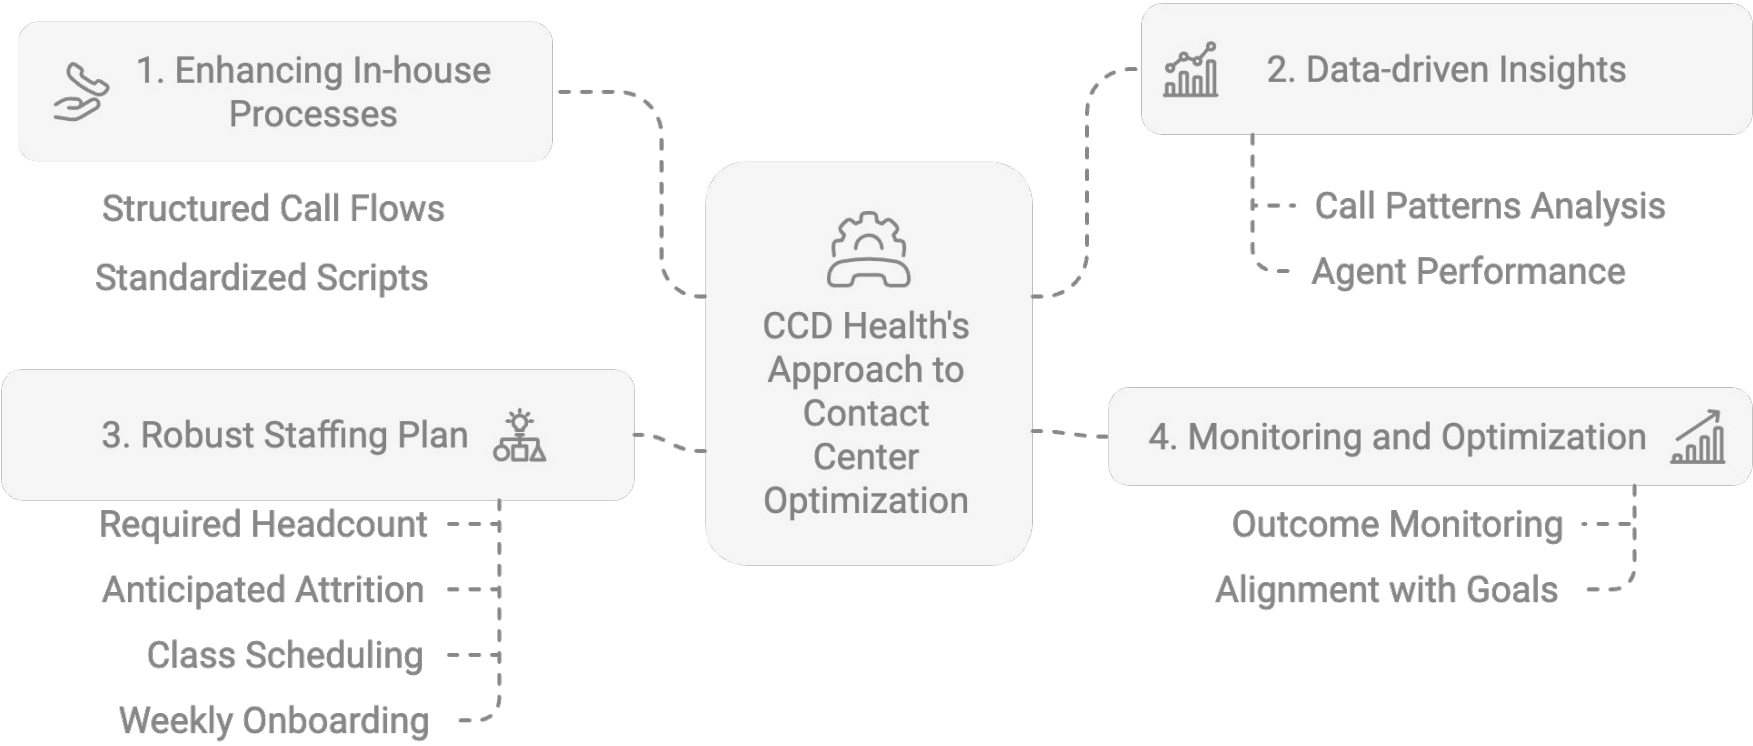 1. Enhancing In-house
Processes
Structured Call Flows
Standardized Scripts
2. Data-driven Insights
Call Patterns Analysis
Agent Performance
CCD Health's
Approach to
Contact
Center
Optimization
3. Robust Staffing Plan
Required Headcount
Anticipated Attrition
Class Scheduling
Weekly Onboarding
4. Monitoring and Optimization
Outcome Monitoring
Alignment with Goals